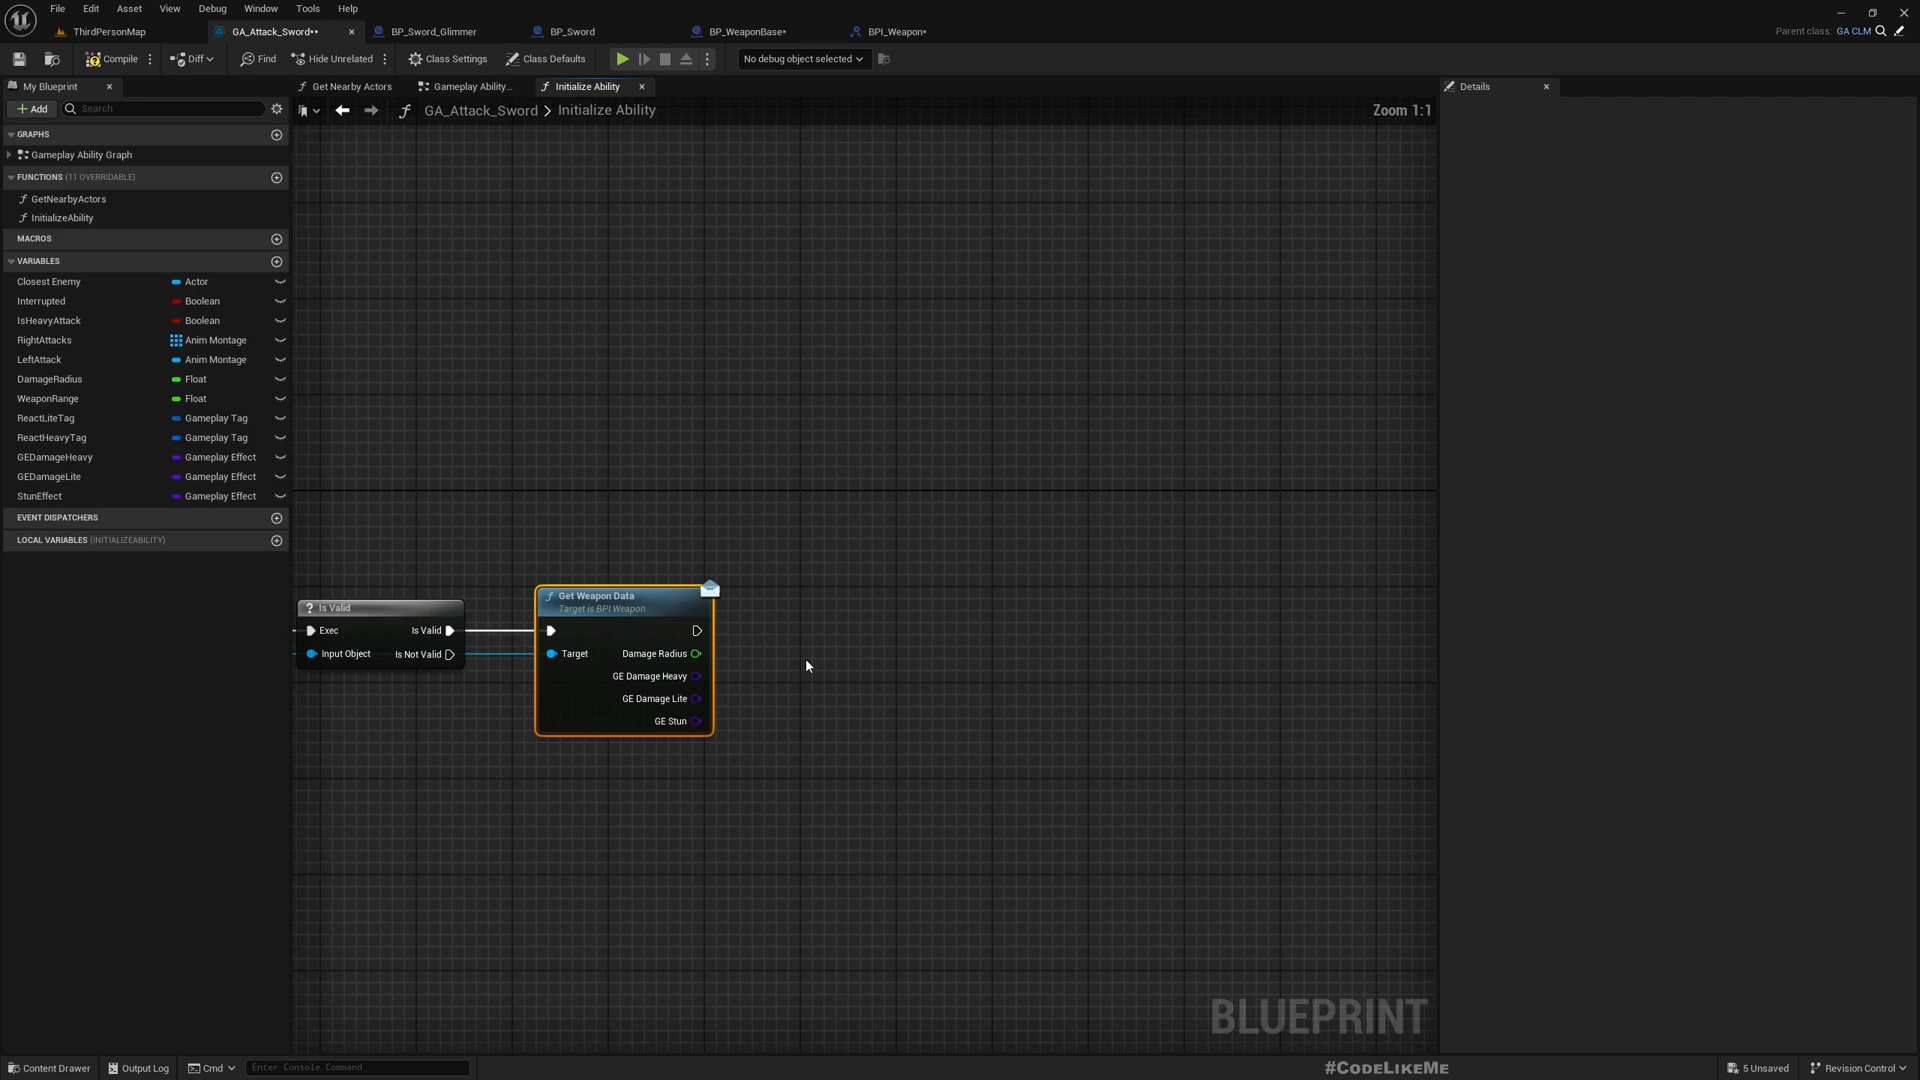 File Edit Asset View Debug Window Tools Help
ThirdPersonMap GA_Attack_Sword•• BP_Sword_Glimmer BP_Sword BP_WeaponBase• BPI_Weapon• Parent class: GA CLM
Compile Diff Find Hide Unrelated Class Settings Class Defaults No debug object selected
My Blueprint Get Nearby Actors Gameplay Ability... Initialize Ability Details
Add Search GA_Attack_Sword > Initialize Ability Zoom 1:1
GRAPHS
Gameplay Ability Graph
FUNCTIONS (11 OVERRIDABLE)
GetNearbyActors
InitializeAbility
MACROS
VARIABLES
Closest Enemy Actor
Interrupted Boolean
IsHeavyAttack Boolean
RightAttacks Anim Montage
LeftAttack Anim Montage
DamageRadius Float
WeaponRange Float
ReactLiteTag Gameplay Tag
ReactHeavyTag Gameplay Tag
GEDamageHeavy Gameplay Effect
GEDamageLite Gameplay Effect
StunEffect Gameplay Effect
EVENT DISPATCHERS
LOCAL VARIABLES (INITIALIZEABILITY)
? Is Valid
Exec Is Valid
Input Object Is Not Valid
f Get Weapon Data
Target is BPI Weapon
Target Damage Radius
GE Damage Heavy
GE Damage Lite
GE Stun
BLUEPRINT
Content Drawer Output Log Cmd Enter Console Command #CODELIKEME 5 Unsaved Revision Control